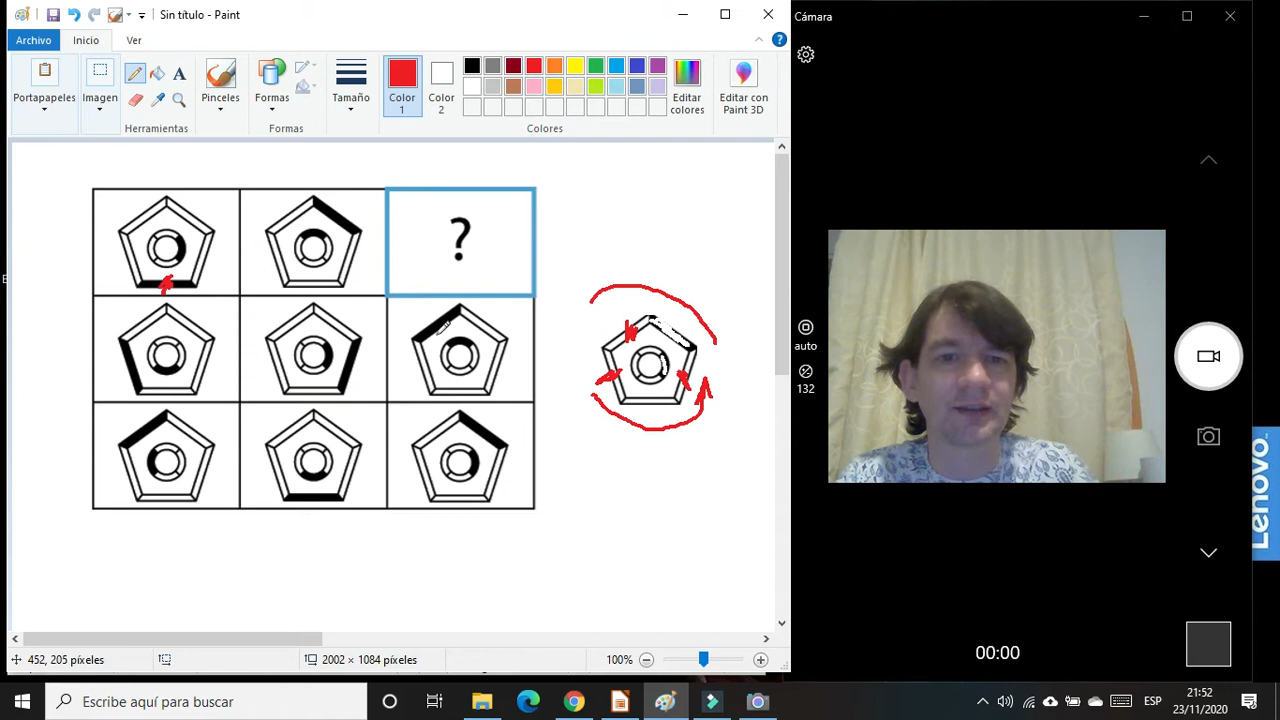 Sin título - Paint
Cámara
Archivo
Inicio
Ver
Portapapeles
Imagen
Herramientas
Pinceles
Formas
Formas
Tamaño
Color
1
Color
2
Editar
colores
Colores
Editar con
Paint 3D
?
auto
132
00:00
Lenovo
452, 205 píxeles
2002 × 1084 píxeles
100%
Escribe aquí para buscar
ESP
21:52
23/11/2020